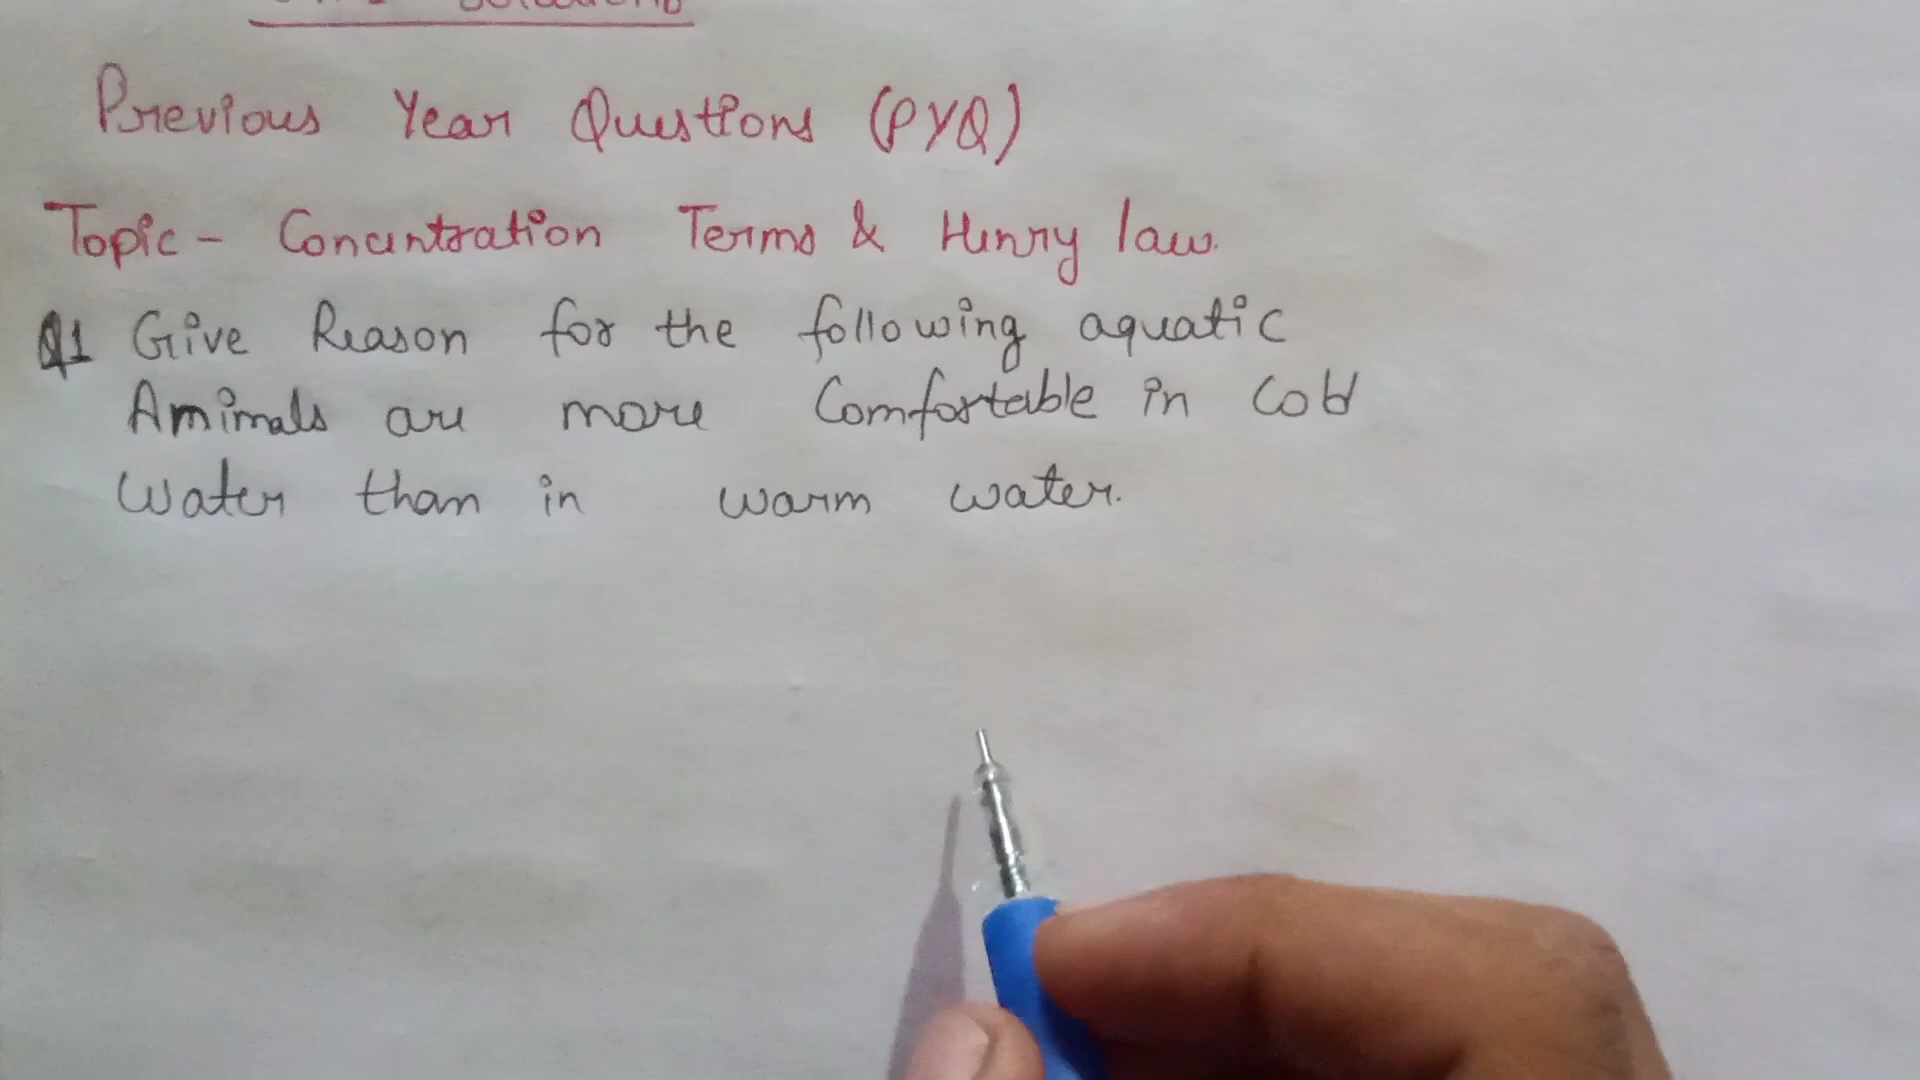 Previous Year Questions (PYQ)
Topic - Concentration Terms & Henry law.
Q1 Give Reason for the following aquatic
Animals are more Comfortable in Cold
Water than in warm water.